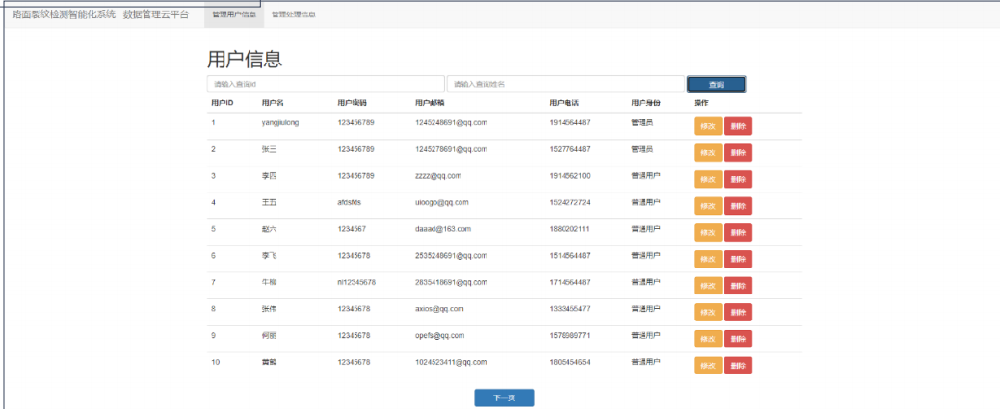 路面裂纹检测智能化系统 数据管理云平台 管理用户信息 管理处理信息
用户信息
请输入查询id 请输入查询姓名 查询
用户ID 用户名 用户密码 用户邮箱 用户电话 用户身份 操作
1 yangjiulong 123456789 1245248691@qq.com 1914564487 管理员 修改 删除
2 张三 123456789 1245278691@qq.com 1527764487 管理员 修改 删除
3 李四 123456789 zzzz@qq.com 1914562100 普通用户 修改 删除
4 王五 afdsfds uioogo@qq.com 1524272724 普通用户 修改 删除
5 赵六 1234567 daaad@163.com 1880202111 普通用户 修改 删除
6 李飞 12345678 2535248691@qq.com 1514564487 普通用户 修改 删除
7 牛柳 nl12345678 2835418691@qq.com 1714564487 普通用户 修改 删除
8 张伟 12345678 axios@qq.com 1333455477 普通用户 修改 删除
9 何丽 12345678 opefs@qq.com 1578989771 普通用户 修改 删除
10 12345678 1024523411@qq.com 1805454654 普通用户 修改 删除
下一页